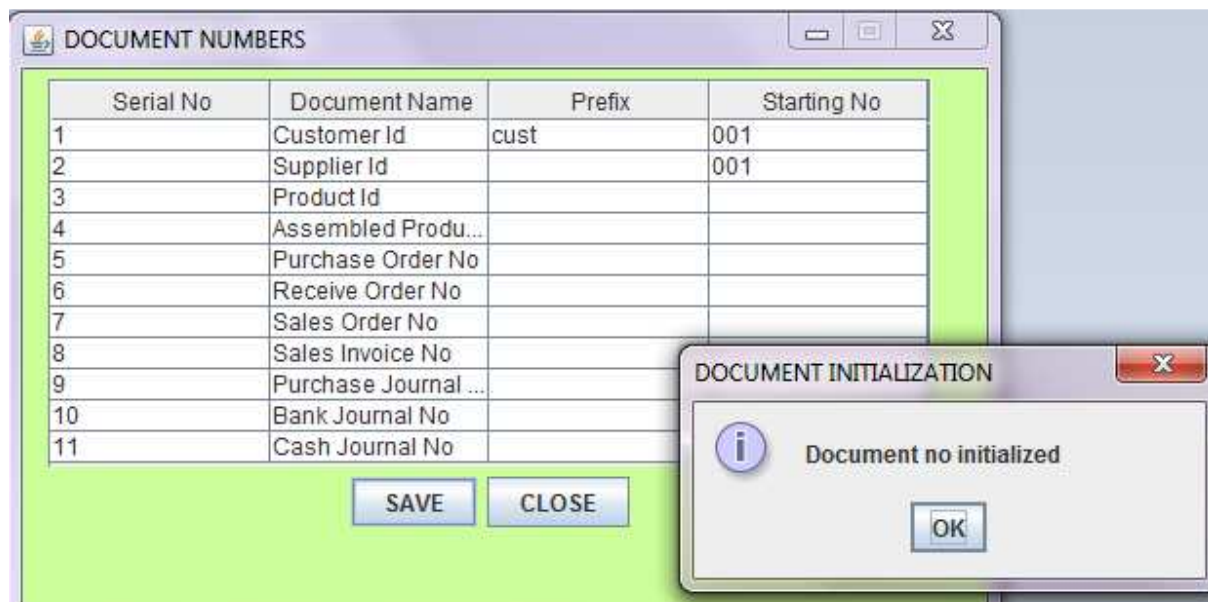 DOCUMENT NUMBERS
Serial No Document Name Prefix Starting No
1 Customer Id cust 001
2 Supplier Id 001
3 Product Id
4 Assembled Produ...
5 Purchase Order No
6 Receive Order No
7 Sales Order No
8 Sales Invoice No
9 Purchase Journal ...
10 Bank Journal No
11 Cash Journal No
SAVE CLOSE
DOCUMENT INITIALIZATION
Document no initialized
OK